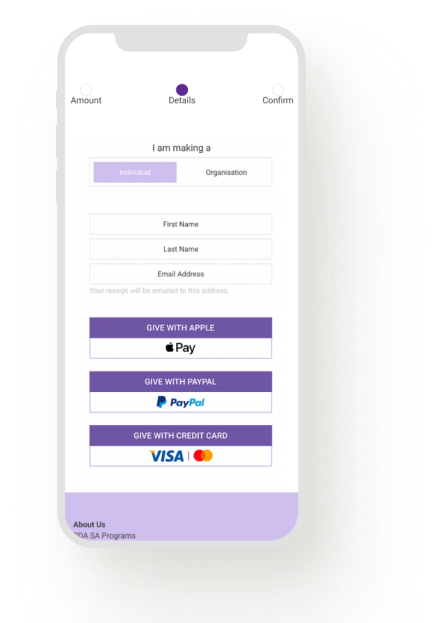 Amount Details Confirm
I am making a
Individual Organisation
First Name
Last Name
Email Address
Your receipt will be emailed to this address.
GIVE WITH APPLE
Pay
GIVE WITH PAYPAL
PayPal
GIVE WITH CREDIT CARD
VISA
About Us
SA Programs